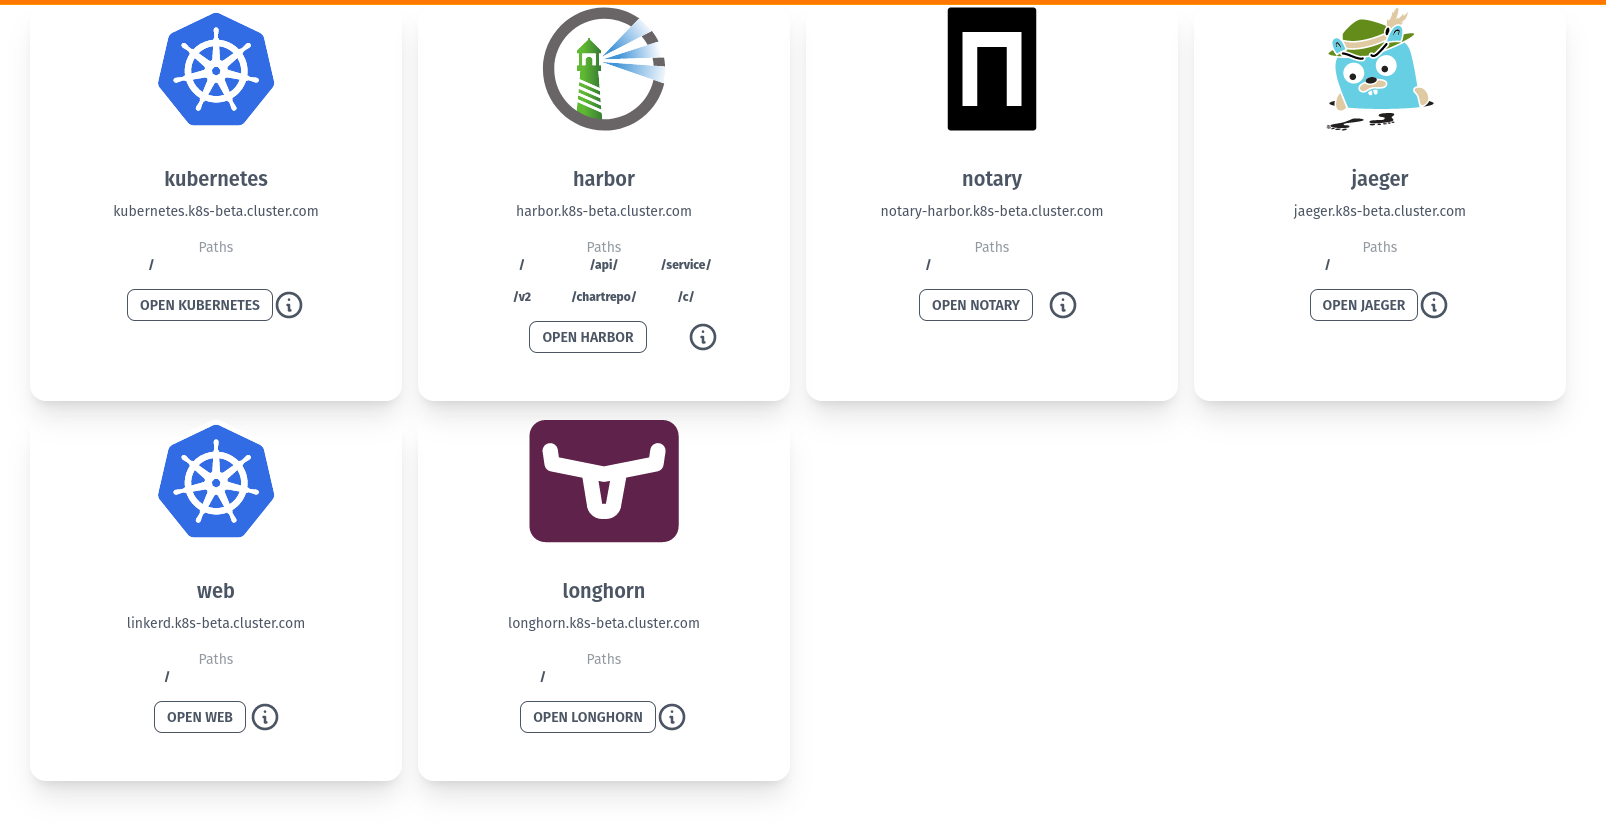 kubernetes
kubernetes.k8s-beta.cluster.com
Paths
/
OPEN KUBERNETES
harbor
harbor.k8s-beta.cluster.com
Paths
/ /api/ /service/
/v2 /chartrepo/ /c/
OPEN HARBOR
notary
notary-harbor.k8s-beta.cluster.com
Paths
/
OPEN NOTARY
jaeger
jaeger.k8s-beta.cluster.com
Paths
/
OPEN JAEGER
web
linkerd.k8s-beta.cluster.com
Paths
/
OPEN WEB
longhorn
longhorn.k8s-beta.cluster.com
Paths
/
OPEN LONGHORN